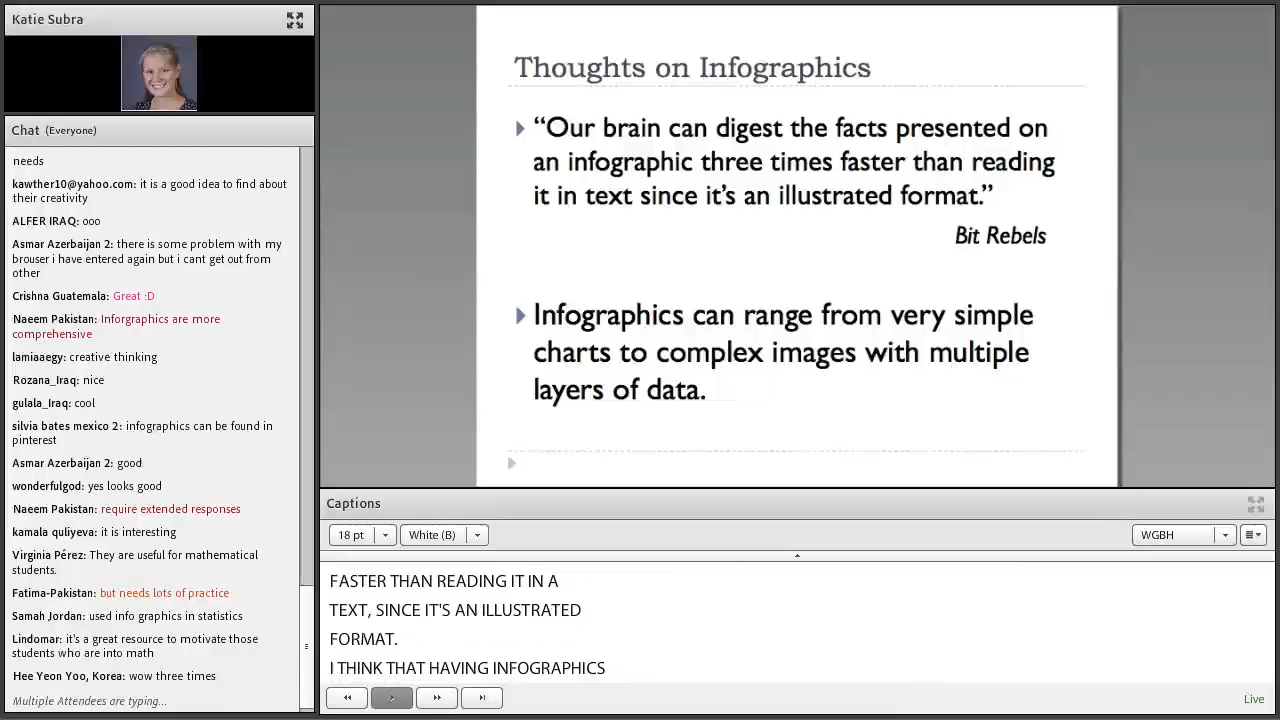 Katie Subra
Chat (Everyone)
needs
kawther10@yahoo.com: it is a good idea to find about
their creativity
ALFER IRAQ: ooo
Asmar Azerbaijan 2: there is some problem with my
brouser i have entered again but i cant get out from
other
Crishna Guatemala: Great :D
Naeem Pakistan: Inforgraphics are more
comprehensive
lamiaaegy: creative thinking
Rozana_Iraq: nice
gulala_Iraq: cool
silvia bates mexico 2: infographics can be found in
pinterest
Asmar Azerbaijan 2: good
wonderfulgod: yes looks good
Naeem Pakistan: require extended responses
kamala quliyeva: it is interesting
Virginia Pérez: They are useful for mathematical
students.
Fatima-Pakistan: but needs lots of practice
Samah Jordan: used info graphics in statistics
Lindomar: it's a great resource to motivate those
students who are into math
Hee Yeon Yoo, Korea: wow three times
Multiple Attendees are typing...
Thoughts on Infographics
“Our brain can digest the facts presented on
an infographic three times faster than reading
it in text since it’s an illustrated format.”
Bit Rebels
Infographics can range from very simple
charts to complex images with multiple
layers of data.
Captions
18 pt
White (B)
WGBH
FASTER THAN READING IT IN A
TEXT, SINCE IT'S AN ILLUSTRATED
FORMAT.
I THINK THAT HAVING INFOGRAPHICS
Live